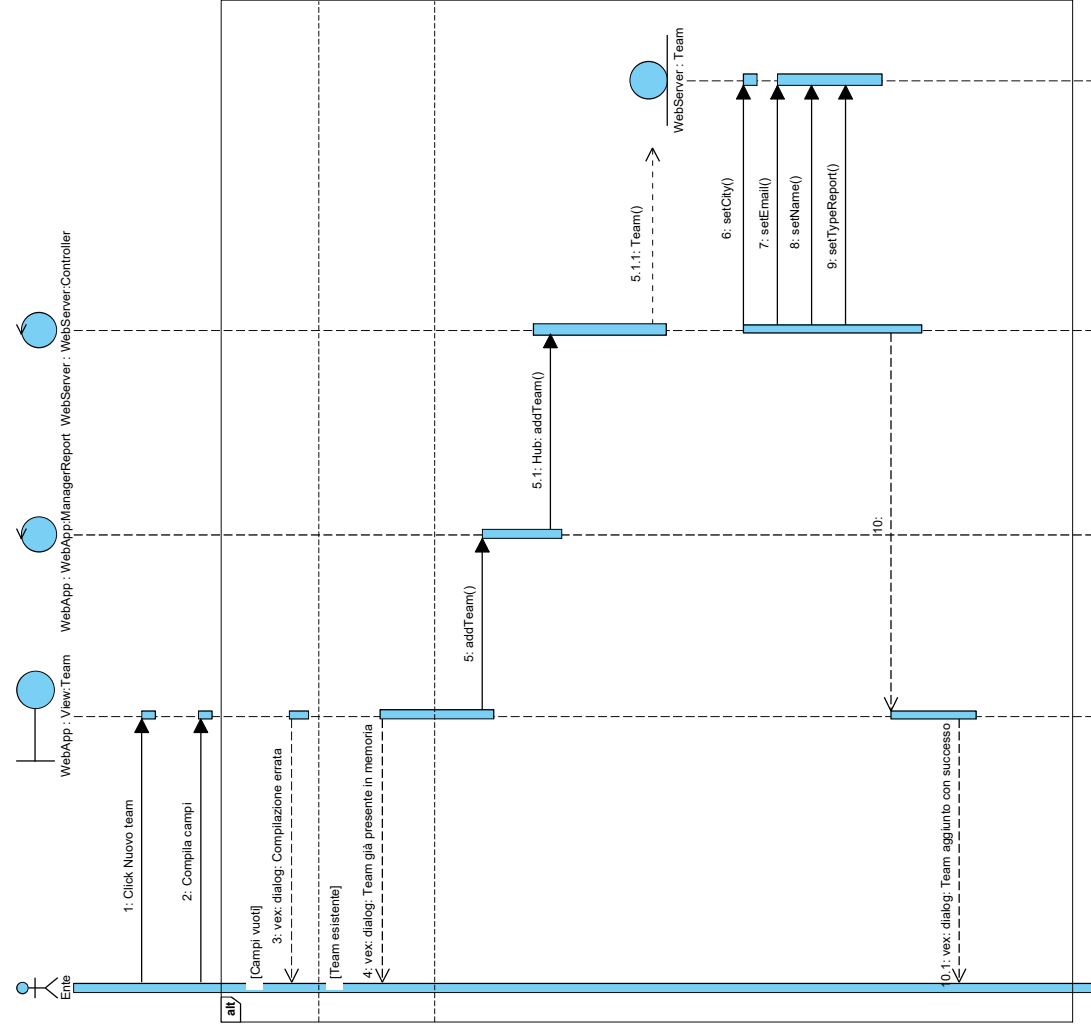 Ente
WebApp : View:Team
WebApp : WebApp:ManagerReport
WebServer : WebServer:Controller
1: Click Nuovo team
2: Compila campi
alt
[Campi vuoti]
3: vex: dialog: Compilazione errata
[Team esistente]
4: vex: dialog: Team già presente in memoria
5: addTeam()
5.1: Hub: addTeam()
5.1.1: Team()
WebServer : Team
6: setCity()
7: setEmail()
8: setName()
9: setTypeReport()
10:
10.1: vex: dialog: Team aggiunto con successo